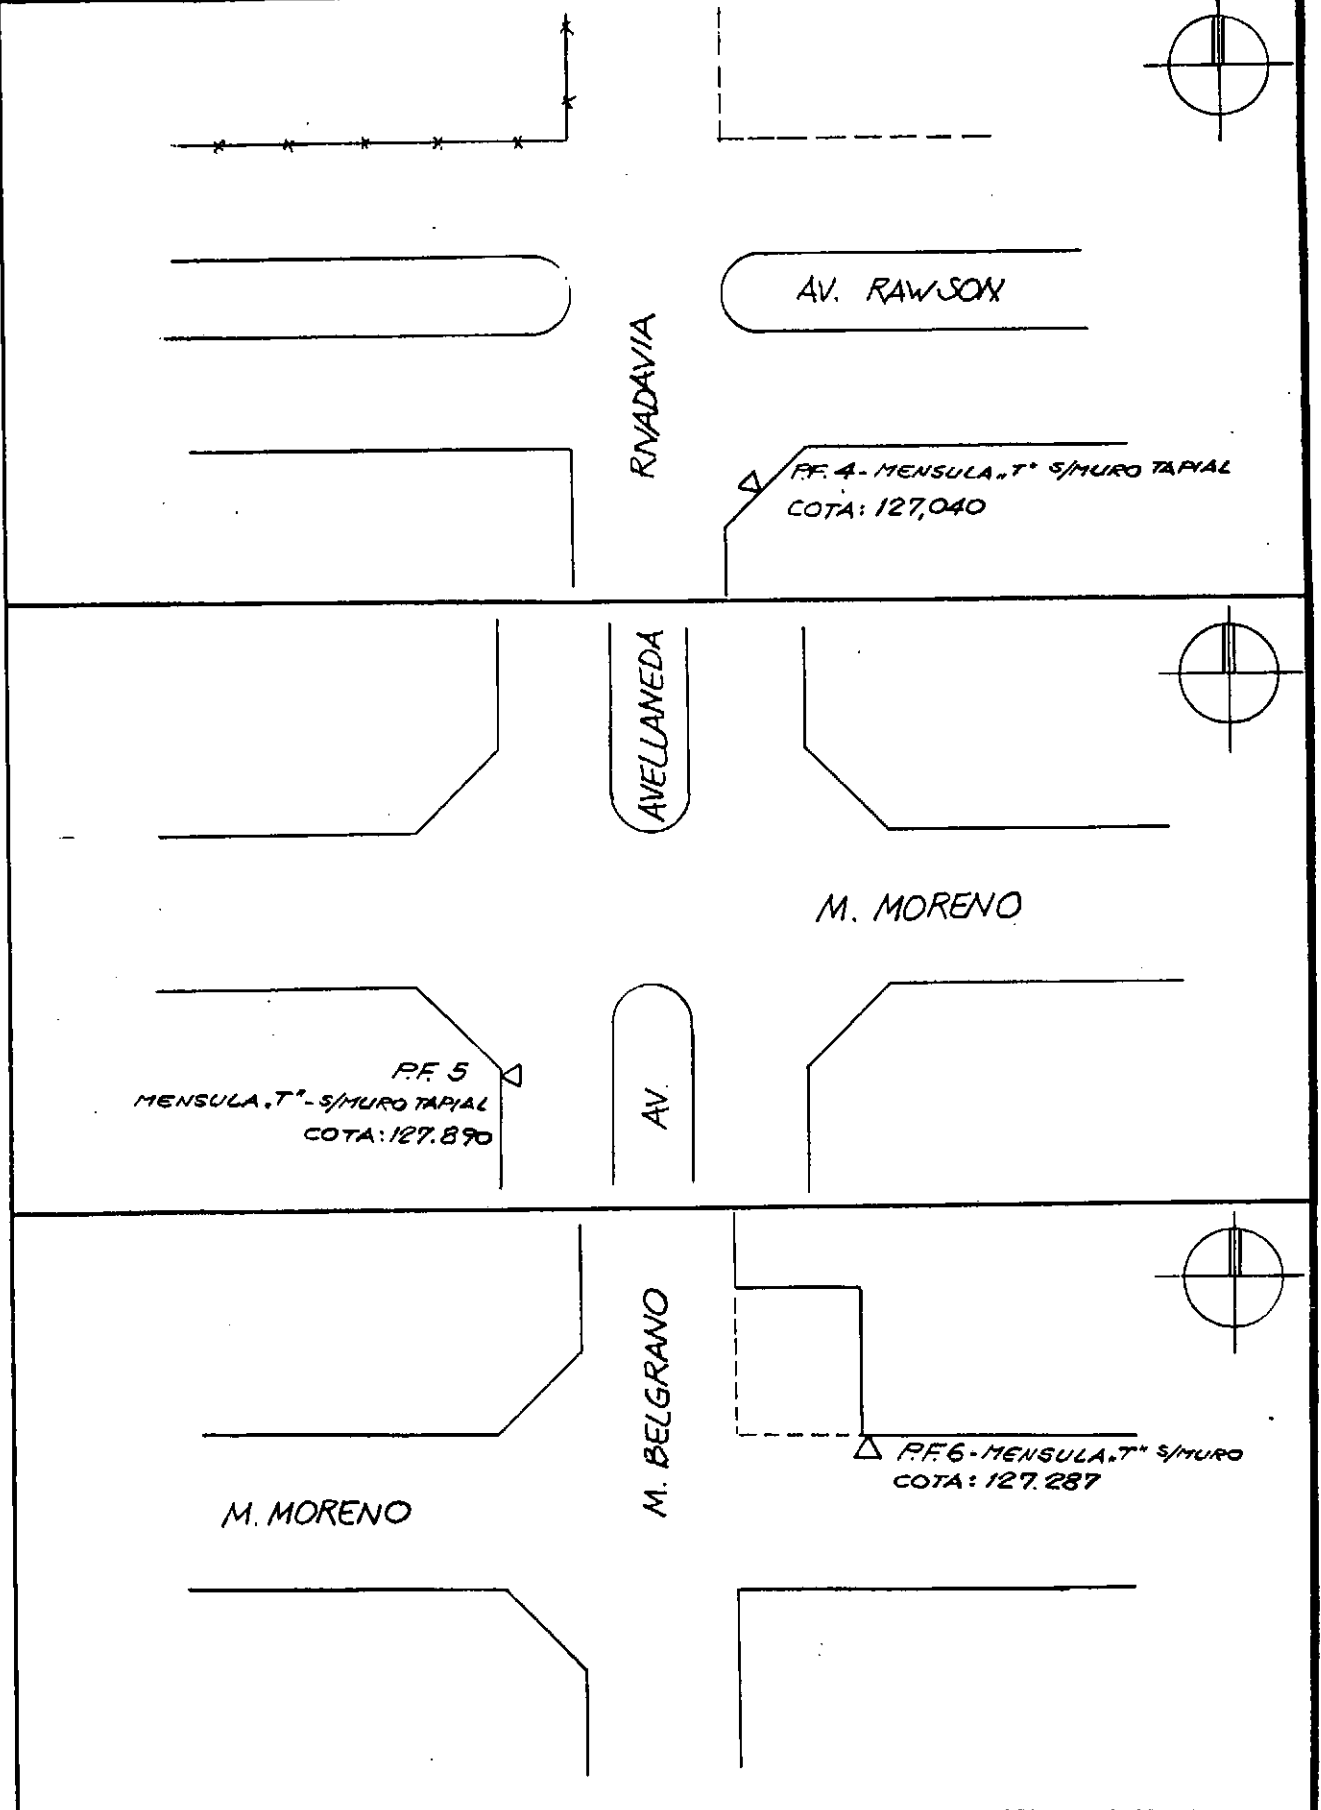 AV. RAWSON
RIVADAVIA
P.F. 4 - MENSULA „T" S/MURO TAPIAL
COTA: 127,040
AVELLANEDA
M. MORENO
P.F. 5
MENSULA „T" - S/MURO TAPIAL
COTA: 127.890
AV.
M. BELGRANO
P.F. 6 - MENSULA „T" S/MURO
COTA: 127.287
M. MORENO